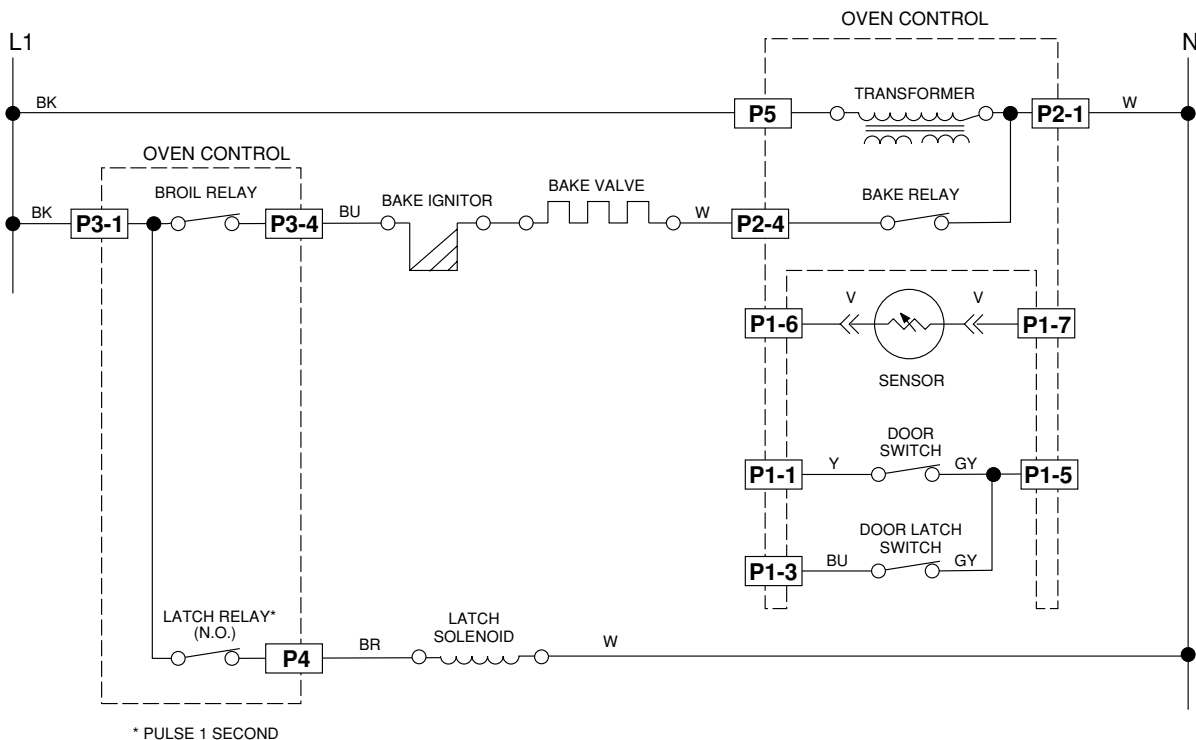 OVEN CONTROL
L1
N
BK
P5
TRANSFORMER
P2-1
W
OVEN CONTROL
BK
P3-1
BROIL RELAY
P3-4
BU
BAKE IGNITOR
BAKE VALVE
W
P2-4
BAKE RELAY
P1-6
V
V
P1-7
SENSOR
P1-1
Y
DOOR
SWITCH
GY
P1-5
P1-3
BU
DOOR LATCH
SWITCH
GY
LATCH RELAY*
(N.O.)
P4
BR
LATCH
SOLENOID
W
* PULSE 1 SECOND